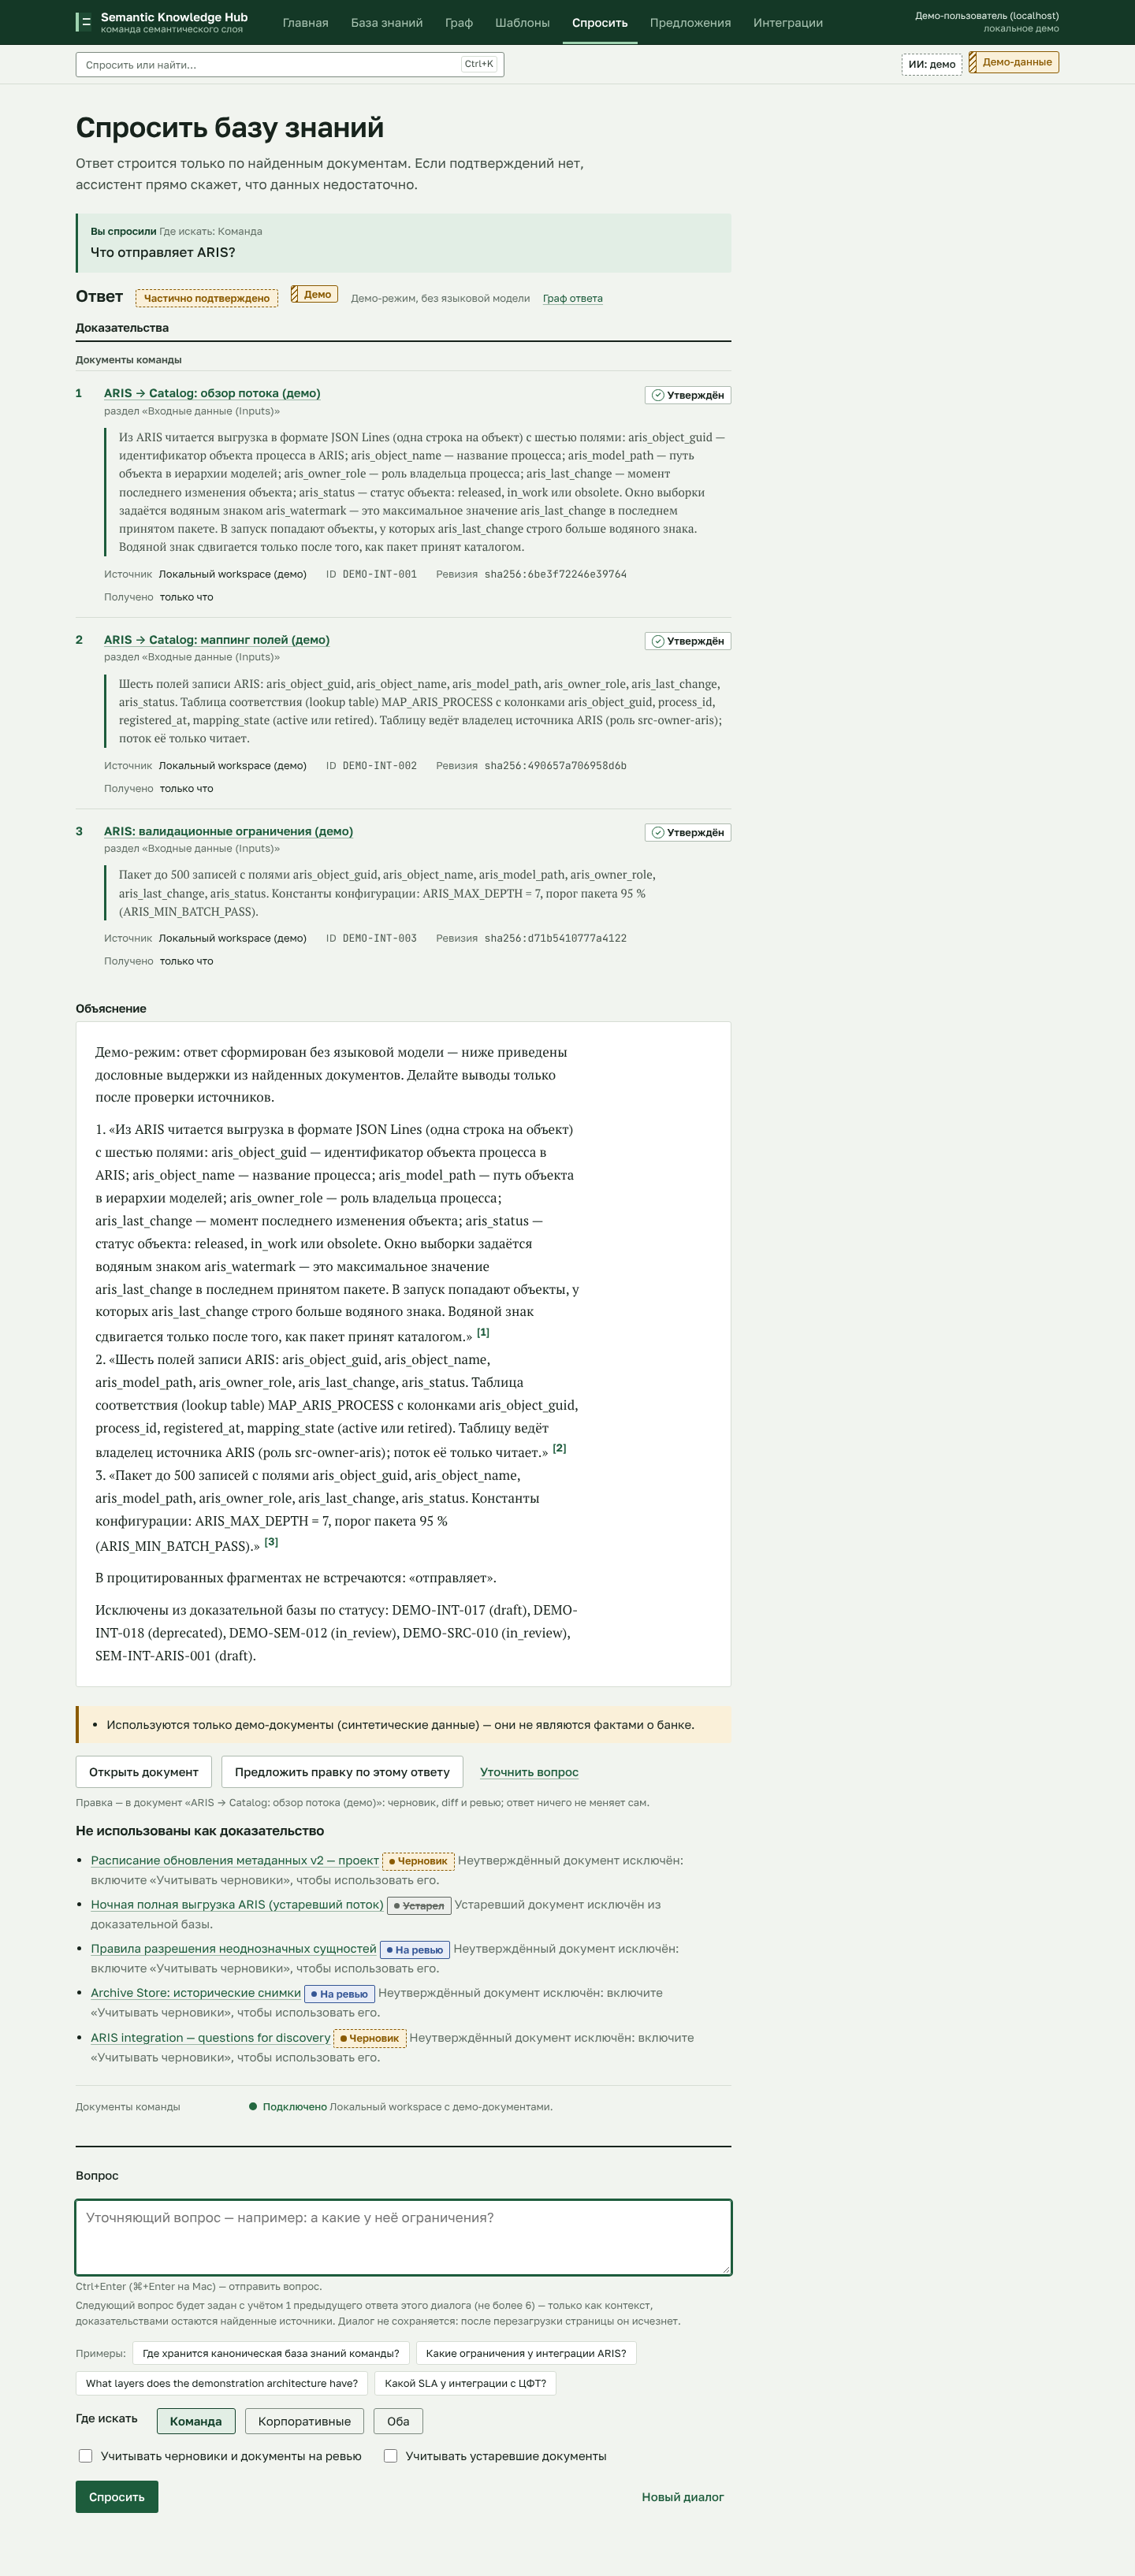 Semantic Knowledge Hub
команда семантического слоя
Главная База знаний Граф Шаблоны Спросить Предложения Интеграции
Демо-пользователь (localhost)
локальное демо
Спросить или найти... Ctrl+K
ИИ: демо Демо-данные
Спросить базу знаний
Ответ строится только по найденным документам. Если подтверждений нет,
ассистент прямо скажет, что данных недостаточно.
Вы спросили Где искать: Команда
Что отправляет ARIS?
Ответ Частично подтверждено Демо Демо-режим, без языковой модели Граф ответа
Доказательства
Документы команды
1 ARIS → Catalog: обзор потока (демо) Утверждён
раздел «Входные данные (Inputs)»
Из ARIS читается выгрузка в формате JSON Lines (одна строка на объект) с шестью полями: aris_object_guid —
идентификатор объекта процесса в ARIS; aris_object_name — название процесса; aris_model_path — путь
объекта в иерархии моделей; aris_owner_role — роль владельца процесса; aris_last_change — момент
последнего изменения объекта; aris_status — статус объекта: released, in_work или obsolete. Окно выборки
задаётся водяным знаком aris_watermark — это максимальное значение aris_last_change в последнем
принятом пакете. В запуск попадают объекты, у которых aris_last_change строго больше водяного знака.
Водяной знак сдвигается только после того, как пакет принят каталогом.
Источник Локальный workspace (демо) ID DEMO-INT-001 Ревизия sha256:6be3f72246e39764
Получено только что
2 ARIS → Catalog: маппинг полей (демо) Утверждён
раздел «Входные данные (Inputs)»
Шесть полей записи ARIS: aris_object_guid, aris_object_name, aris_model_path, aris_owner_role, aris_last_change,
aris_status. Таблица соответствия (lookup table) MAP_ARIS_PROCESS с колонками aris_object_guid, process_id,
registered_at, mapping_state (active или retired). Таблицу ведёт владелец источника ARIS (роль src-owner-aris);
поток её только читает.
Источник Локальный workspace (демо) ID DEMO-INT-002 Ревизия sha256:490657a706958d6b
Получено только что
3 ARIS: валидационные ограничения (демо) Утверждён
раздел «Входные данные (Inputs)»
Пакет до 500 записей с полями aris_object_guid, aris_object_name, aris_model_path, aris_owner_role,
aris_last_change, aris_status. Константы конфигурации: ARIS_MAX_DEPTH = 7, порог пакета 95 %
(ARIS_MIN_BATCH_PASS).
Источник Локальный workspace (демо) ID DEMO-INT-003 Ревизия sha256:d71b5410777a4122
Получено только что
Объяснение
Демо-режим: ответ сформирован без языковой модели — ниже приведены
дословные выдержки из найденных документов. Делайте выводы только
после проверки источников.
1. «Из ARIS читается выгрузка в формате JSON Lines (одна строка на объект)
с шестью полями: aris_object_guid — идентификатор объекта процесса в
ARIS; aris_object_name — название процесса; aris_model_path — путь объекта
в иерархии моделей; aris_owner_role — роль владельца процесса;
aris_last_change — момент последнего изменения объекта; aris_status —
статус объекта: released, in_work или obsolete. Окно выборки задаётся
водяным знаком aris_watermark — это максимальное значение
aris_last_change в последнем принятом пакете. В запуск попадают объекты, у
которых aris_last_change строго больше водяного знака. Водяной знак
сдвигается только после того, как пакет принят каталогом.» [1]
2. «Шесть полей записи ARIS: aris_object_guid, aris_object_name,
aris_model_path, aris_owner_role, aris_last_change, aris_status. Таблица
соответствия (lookup table) MAP_ARIS_PROCESS с колонками aris_object_guid,
process_id, registered_at, mapping_state (active или retired). Таблицу ведёт
владелец источника ARIS (роль src-owner-aris); поток её только читает.» [2]
3. «Пакет до 500 записей с полями aris_object_guid, aris_object_name,
aris_model_path, aris_owner_role, aris_last_change, aris_status. Константы
конфигурации: ARIS_MAX_DEPTH = 7, порог пакета 95 %
(ARIS_MIN_BATCH_PASS).» [3]
В процитированных фрагментах не встречаются: «отправляет».
Исключены из доказательной базы по статусу: DEMO-INT-017 (draft), DEMO-
INT-018 (deprecated), DEMO-SEM-012 (in_review), DEMO-SRC-010 (in_review),
SEM-INT-ARIS-001 (draft).
• Используются только демо-документы (синтетические данные) — они не являются фактами о банке.
Открыть документ Предложить правку по этому ответу Уточнить вопрос
Правка — в документ «ARIS → Catalog: обзор потока (демо)»: черновик, diff и ревью; ответ ничего не меняет сам.
Не использованы как доказательство
• Расписание обновления метаданных v2 — проект Черновик Неутверждённый документ исключён:
включите «Учитывать черновики», чтобы использовать его.
• Ночная полная выгрузка ARIS (устаревший поток) Устарел Устаревший документ исключён из
доказательной базы.
• Правила разрешения неоднозначных сущностей На ревью Неутверждённый документ исключён:
включите «Учитывать черновики», чтобы использовать его.
• Archive Store: исторические снимки На ревью Неутверждённый документ исключён: включите
«Учитывать черновики», чтобы использовать его.
• ARIS integration — questions for discovery Черновик Неутверждённый документ исключён: включите
«Учитывать черновики», чтобы использовать его.
Документы команды Подключено Локальный workspace с демо-документами.
Вопрос
Уточняющий вопрос — например: а какие у неё ограничения?
Ctrl+Enter (⌘+Enter на Mac) — отправить вопрос.
Следующий вопрос будет задан с учётом 1 предыдущего ответа этого диалога (не более 6) — только как контекст,
доказательствами остаются найденные источники. Диалог не сохраняется: после перезагрузки страницы он исчезнет.
Примеры: Где хранится каноническая база знаний команды? Какие ограничения у интеграции ARIS?
What layers does the demonstration architecture have? Какой SLA у интеграции с ЦФТ?
Где искать Команда Корпоративные Оба
Учитывать черновики и документы на ревью Учитывать устаревшие документы
Спросить Новый диалог